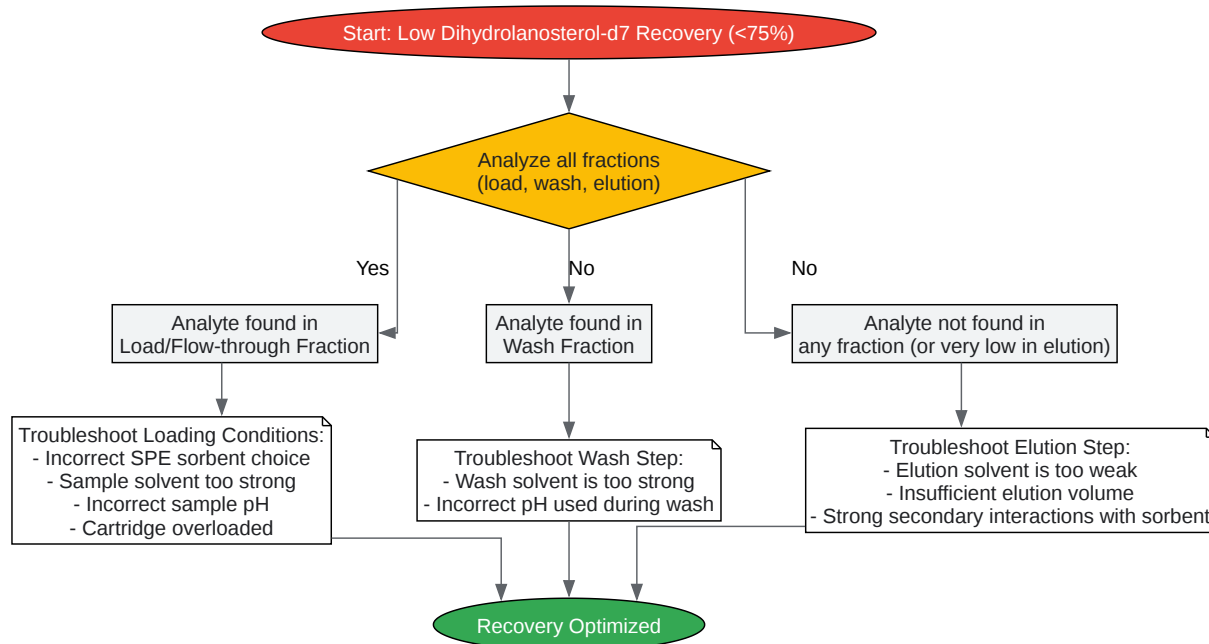 Start: Low Dihydrolanosterol-d7 Recovery (<75%)
Analyze all fractions
(load, wash, elution)
Yes
No
No
Analyte found in
Load/Flow-through Fraction
Analyte found in
Wash Fraction
Analyte not found in
any fraction (or very low in elution)
Troubleshoot Loading Conditions:
- Incorrect SPE sorbent choice
- Sample solvent too strong
- Incorrect sample pH
- Cartridge overloaded
Troubleshoot Wash Step:
- Wash solvent is too strong
- Incorrect pH used during wash
Troubleshoot Elution Step:
- Elution solvent is too weak
- Insufficient elution volume
- Strong secondary interactions with sorbent
Recovery Optimized